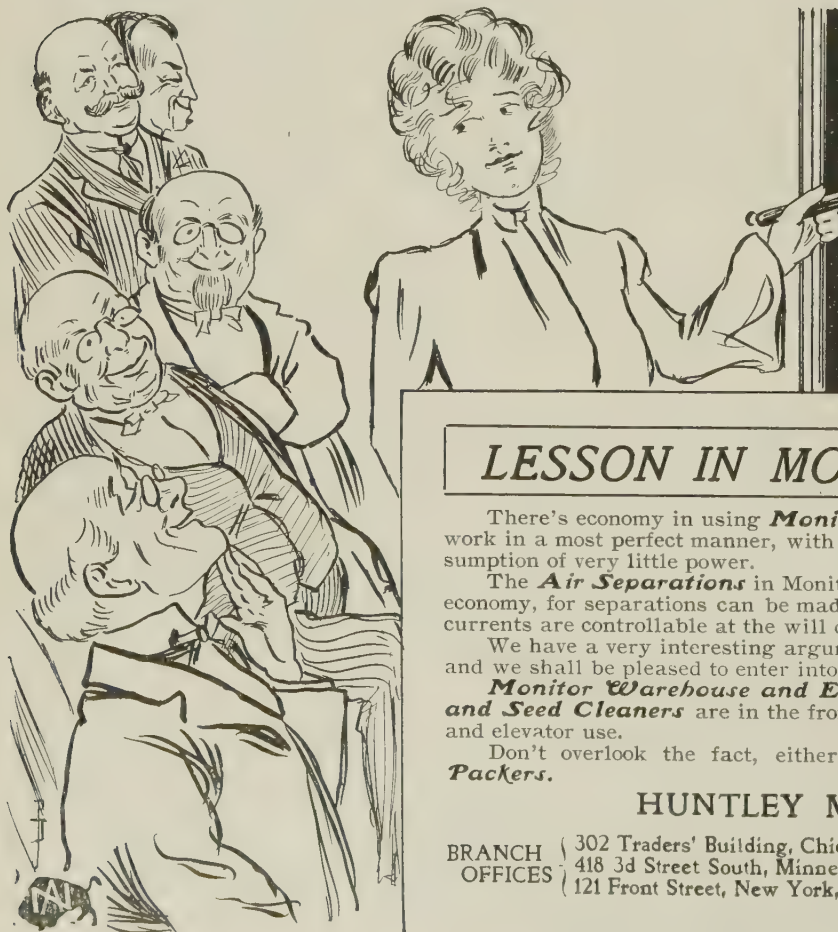 LESSON IN MO
There's economy in using Moni
work in a most perfect manner, with
sumption of very little power.
The Air Separations in Monit
economy, for separations can be mad
currents are controllable at the will
We have a very interesting argu
and we shall be pleased to enter into
Monitor Warehouse and E
and Seed Cleaners are in the fro
and elevator use.
Don't overlook the fact, either
Packers.
HUNTLEY M
BRANCH OFFICES
302 Traders' Building, Chic
418 3d Street South, Minne
121 Front Street, New York,